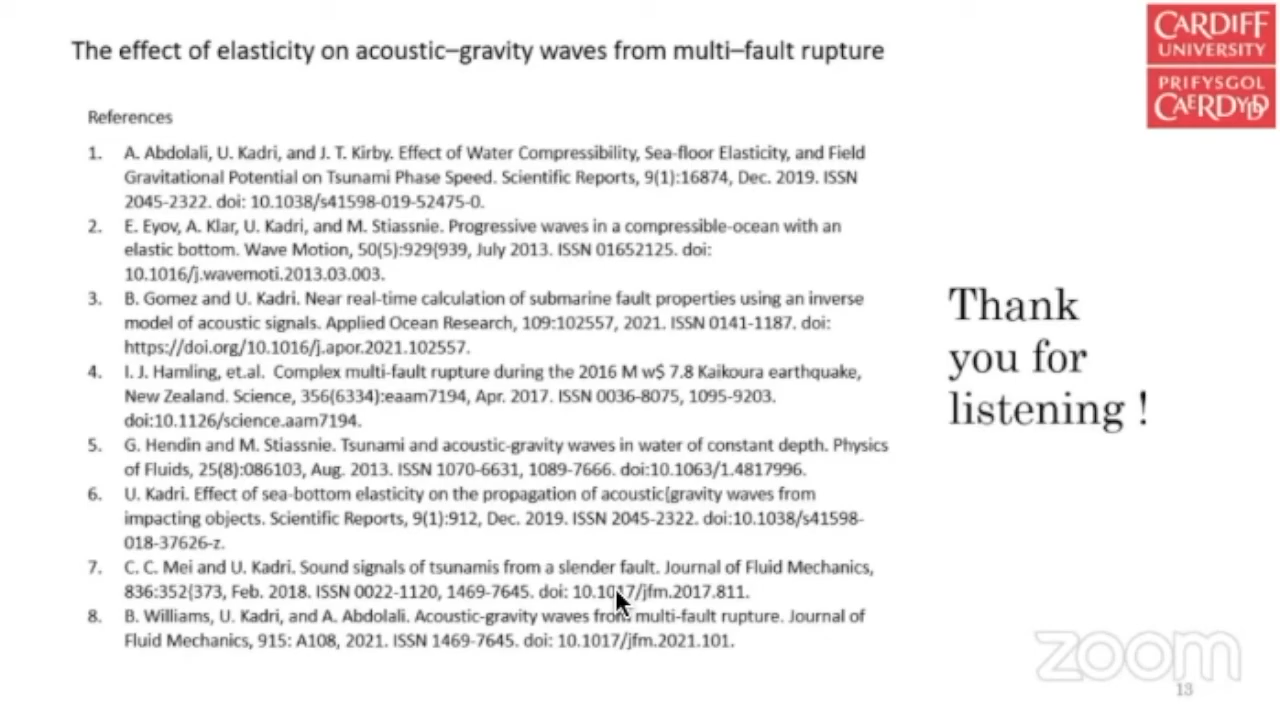 The effect of elasticity on acoustic–gravity waves from multi–fault rupture
CARDIFF
UNIVERSITY
PRIFYSGOL
CAERDYDD
References
1. A. Abdolali, U. Kadri, and J. T. Kirby. Effect of Water Compressibility, Sea-floor Elasticity, and Field
Gravitational Potential on Tsunami Phase Speed. Scientific Reports, 9(1):16874, Dec. 2019. ISSN
2045-2322. doi: 10.1038/s41598-019-52475-0.
2. E. Eyov, A. Klar, U. Kadri, and M. Stiassnie. Progressive waves in a compressible-ocean with an
elastic bottom. Wave Motion, 50(5):929{939, July 2013. ISSN 01652125. doi:
10.1016/j.wavemoti.2013.03.003.
3. B. Gomez and U. Kadri. Near real-time calculation of submarine fault properties using an inverse
model of acoustic signals. Applied Ocean Research, 109:102557, 2021. ISSN 0141-1187. doi:
https://doi.org/10.1016/j.apor.2021.102557.
4. I. J. Hamling, et.al. Complex multi-fault rupture during the 2016 M w$ 7.8 Kaikoura earthquake,
New Zealand. Science, 356(6334):eaam7194, Apr. 2017. ISSN 0036-8075, 1095-9203.
doi:10.1126/science.aam7194.
5. G. Hendin and M. Stiassnie. Tsunami and acoustic-gravity waves in water of constant depth. Physics
of Fluids, 25(8):086103, Aug. 2013. ISSN 1070-6631, 1089-7666. doi:10.1063/1.4817996.
6. U. Kadri. Effect of sea-bottom elasticity on the propagation of acoustic{gravity waves from
impacting objects. Scientific Reports, 9(1):912, Dec. 2019. ISSN 2045-2322. doi:10.1038/s41598-
018-37626-z.
7. C. C. Mei and U. Kadri. Sound signals of tsunamis from a slender fault. Journal of Fluid Mechanics,
836:352{373, Feb. 2018. ISSN 0022-1120, 1469-7645. doi: 10.1017/jfm.2017.811.
8. B. Williams, U. Kadri, and A. Abdolali. Acoustic-gravity waves from multi-fault rupture. Journal of
Fluid Mechanics, 915: A108, 2021. ISSN 1469-7645. doi: 10.1017/jfm.2021.101.
Thank
you for
listening !
zoom
13